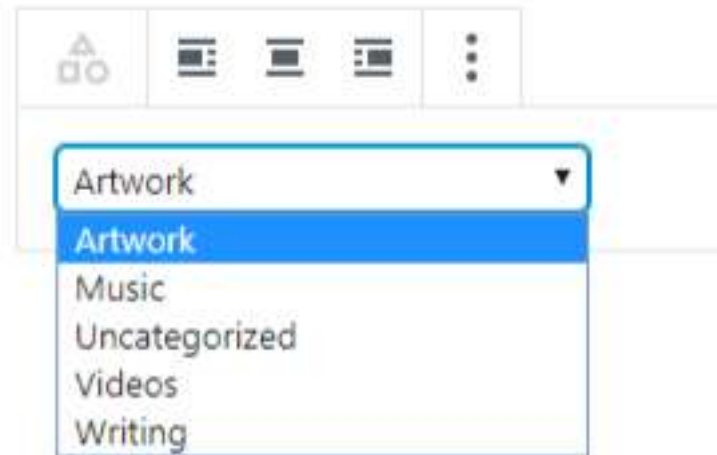 Artwork
Artwork
Music
Uncategorized
Videos
Writing